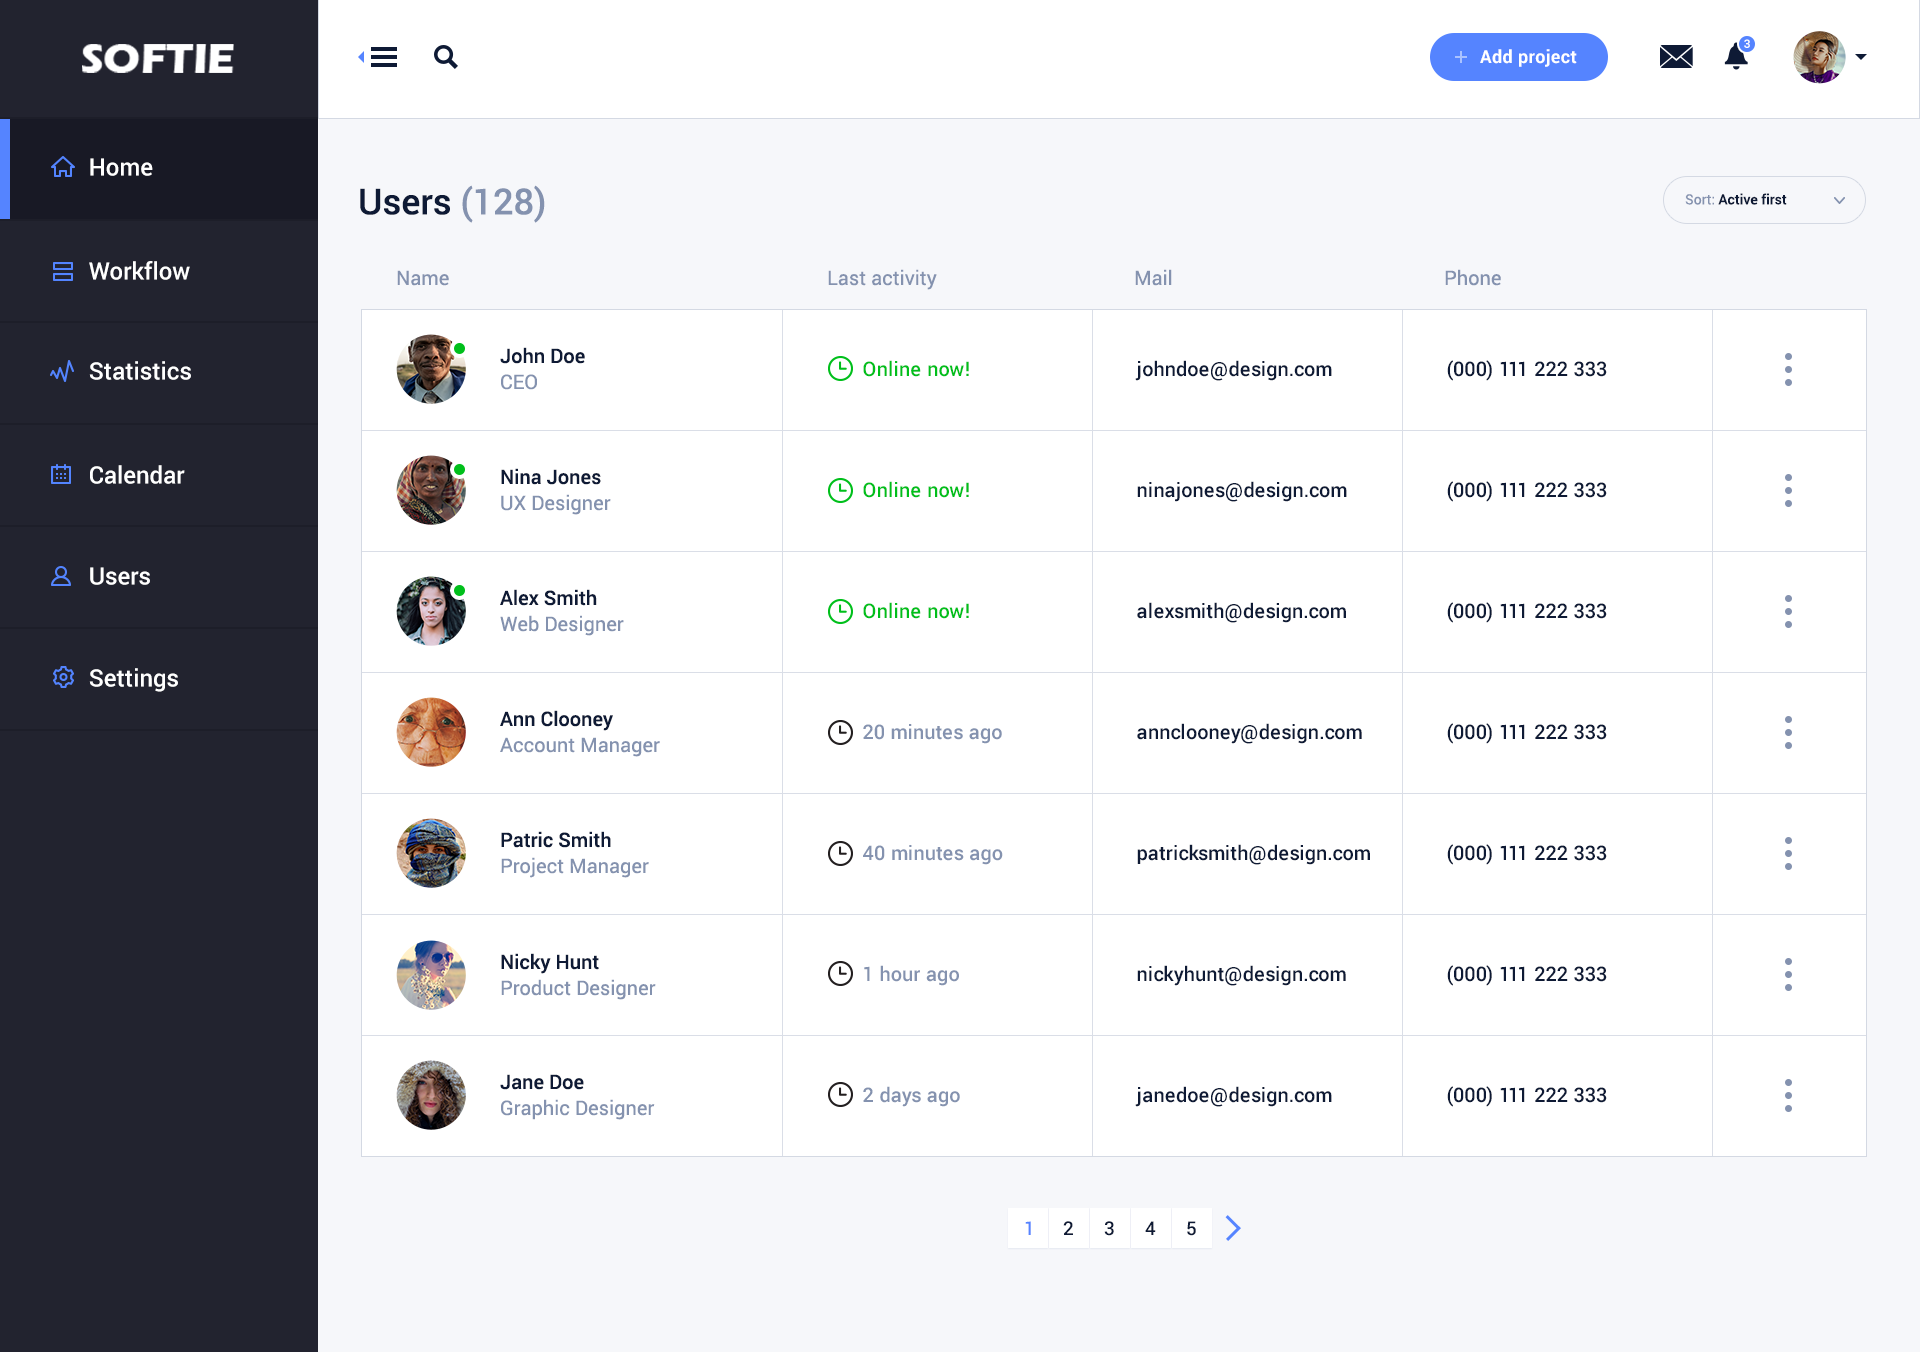 SOFTIE
+ Add project
3
Home
Workflow
Statistics
Calendar
Users
Settings
Users (128)
Sort: Active first
Name Last activity Mail Phone
John Doe
CEO
Online now!
johndoe@design.com
(000) 111 222 333
Nina Jones
UX Designer
Online now!
ninajones@design.com
(000) 111 222 333
Alex Smith
Web Designer
Online now!
alexsmith@design.com
(000) 111 222 333
Ann Clooney
Account Manager
20 minutes ago
annclooney@design.com
(000) 111 222 333
Patric Smith
Project Manager
40 minutes ago
patricksmith@design.com
(000) 111 222 333
Nicky Hunt
Product Designer
1 hour ago
nickyhunt@design.com
(000) 111 222 333
Jane Doe
Graphic Designer
2 days ago
janedoe@design.com
(000) 111 222 333
1 2 3 4 5